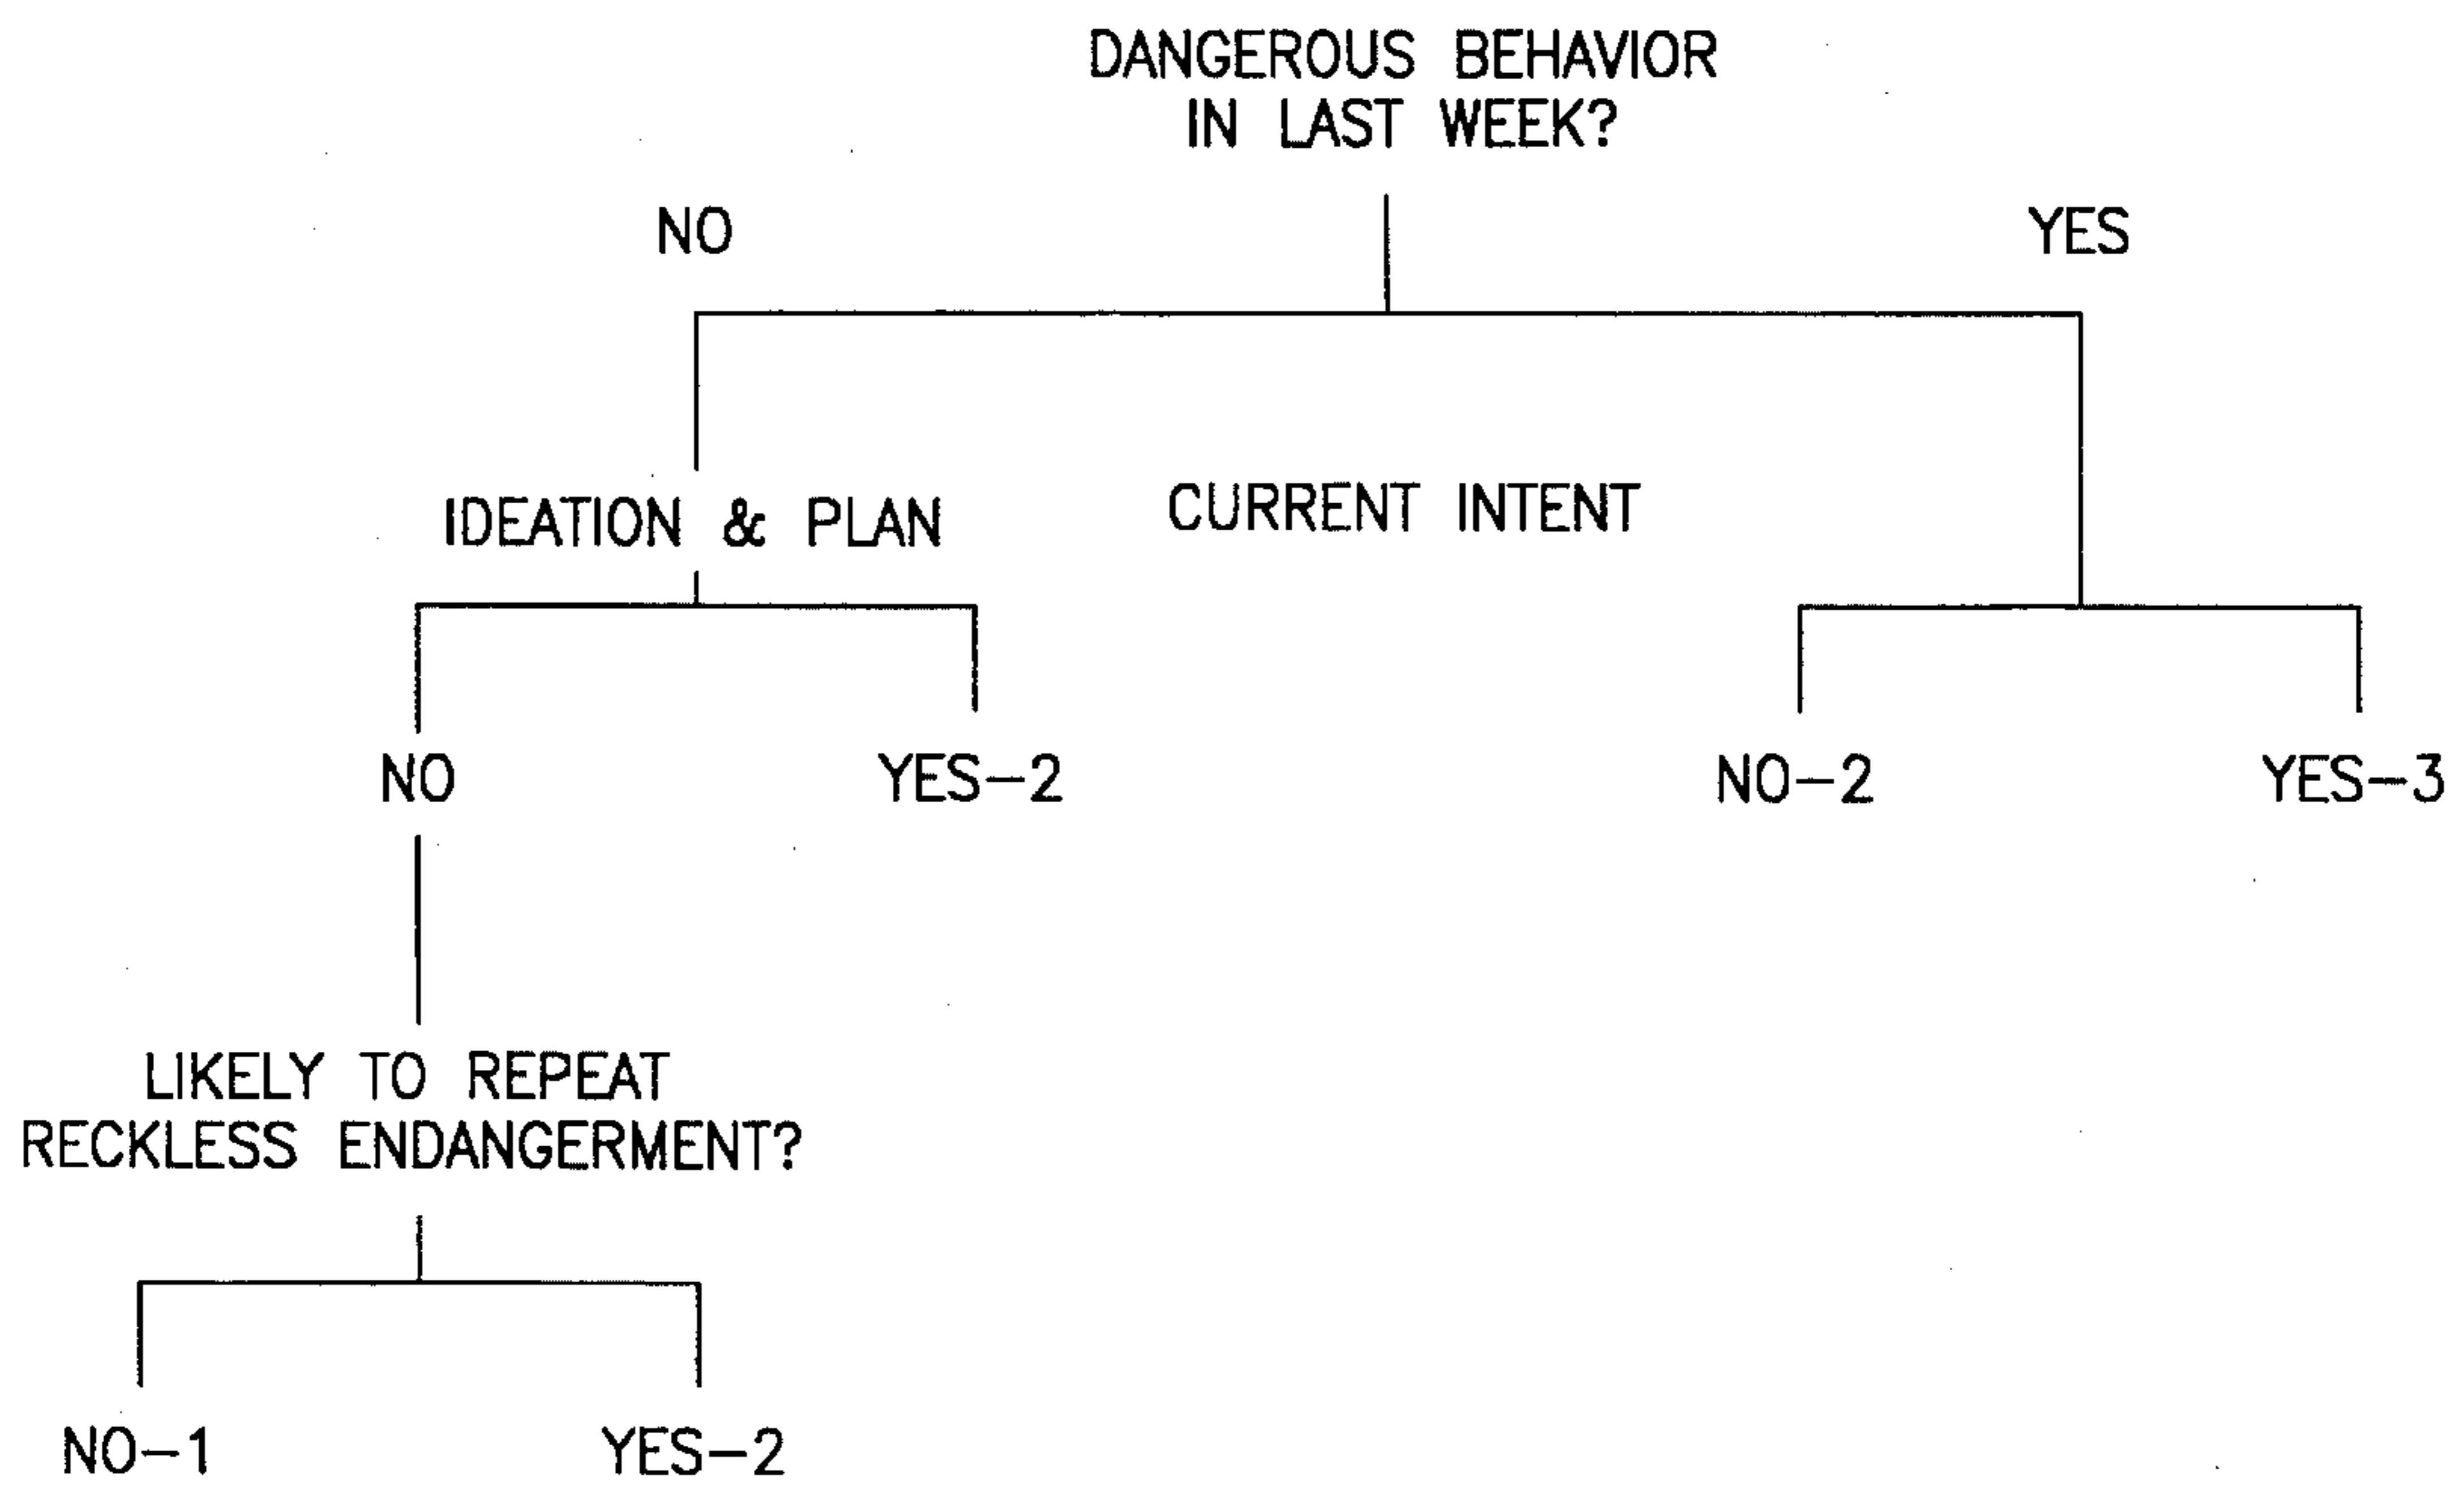 DANGEROUS BEHAVIOR
IN LAST WEEK?
NO
YES
IDEATION & PLAN
CURRENT INTENT
NO
YES-2
NO-2
YES-3
LIKELY TO REPEAT
RECKLESS ENDANGERMENT?
NO-1
YES-2